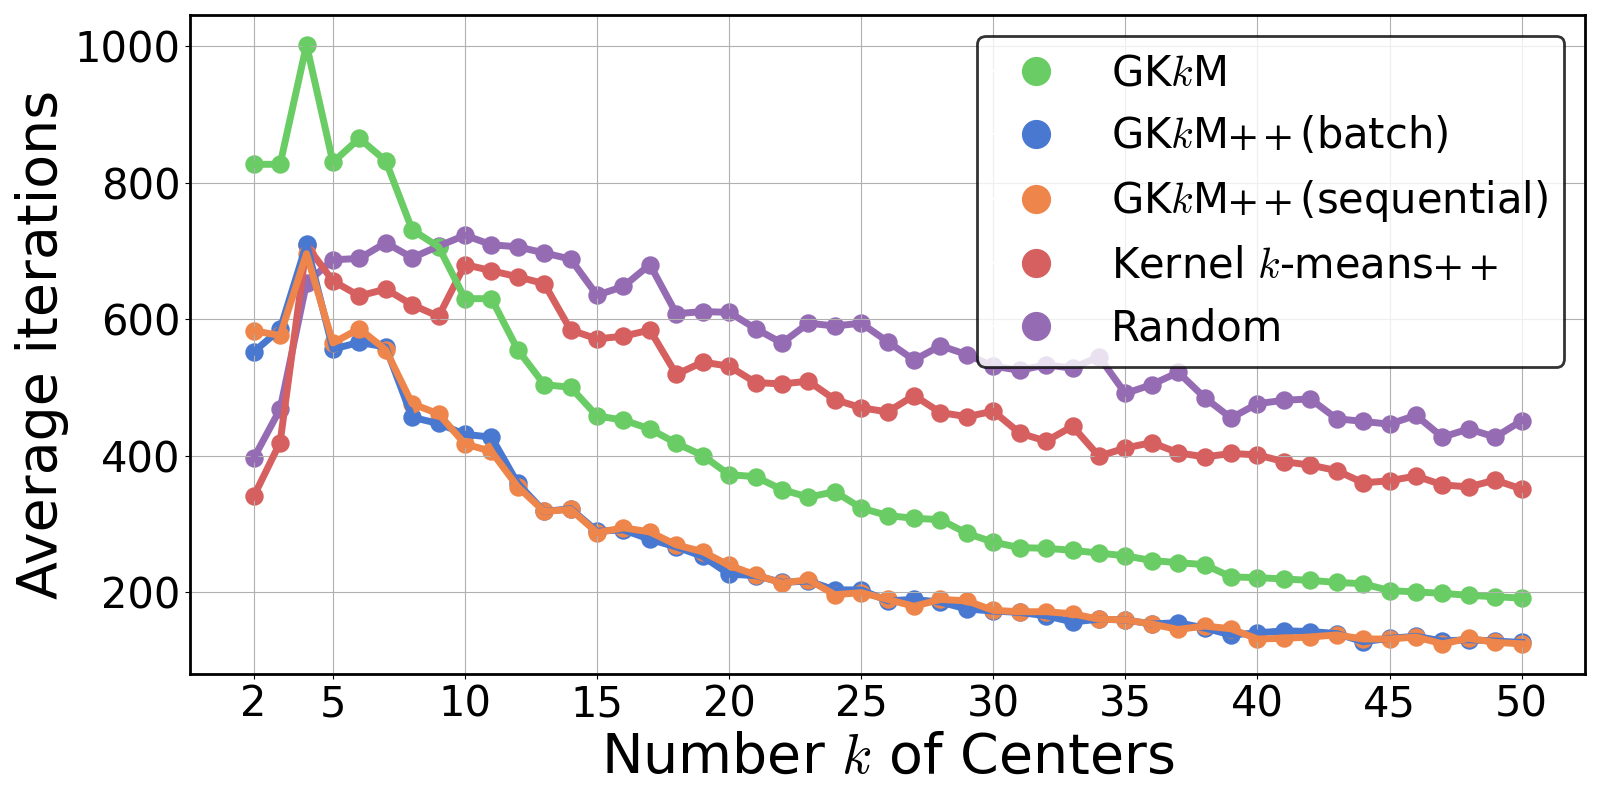 1000
800
600
400
200
Average iterations
GKkM
GKkM++(batch)
GKkM++(sequential)
Kernel k-means++
Random
2 5 10 15 20 25 30 35 40 45 50
Number k of Centers